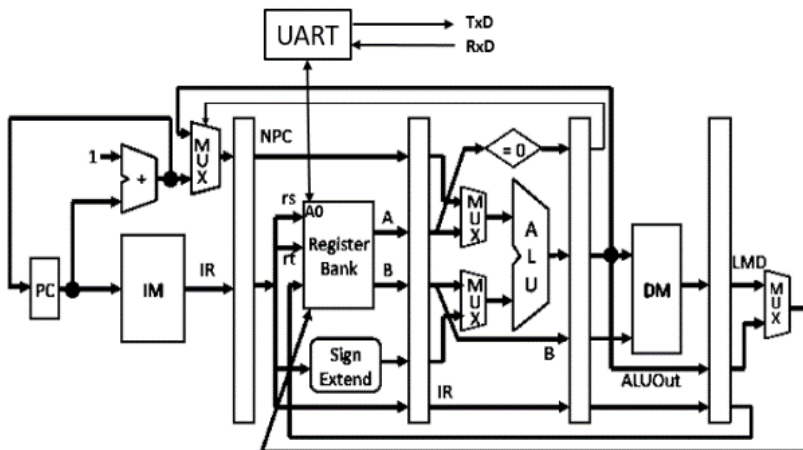 UART
TxD
RxD
NPC
1
+
MUX
= 0
rs
A0
A
MUX
ALU
rt
Register
Bank
PC
IM
IR
B
MUX
DM
LMD
MUX
Sign
Extend
B
ALUOut
IR